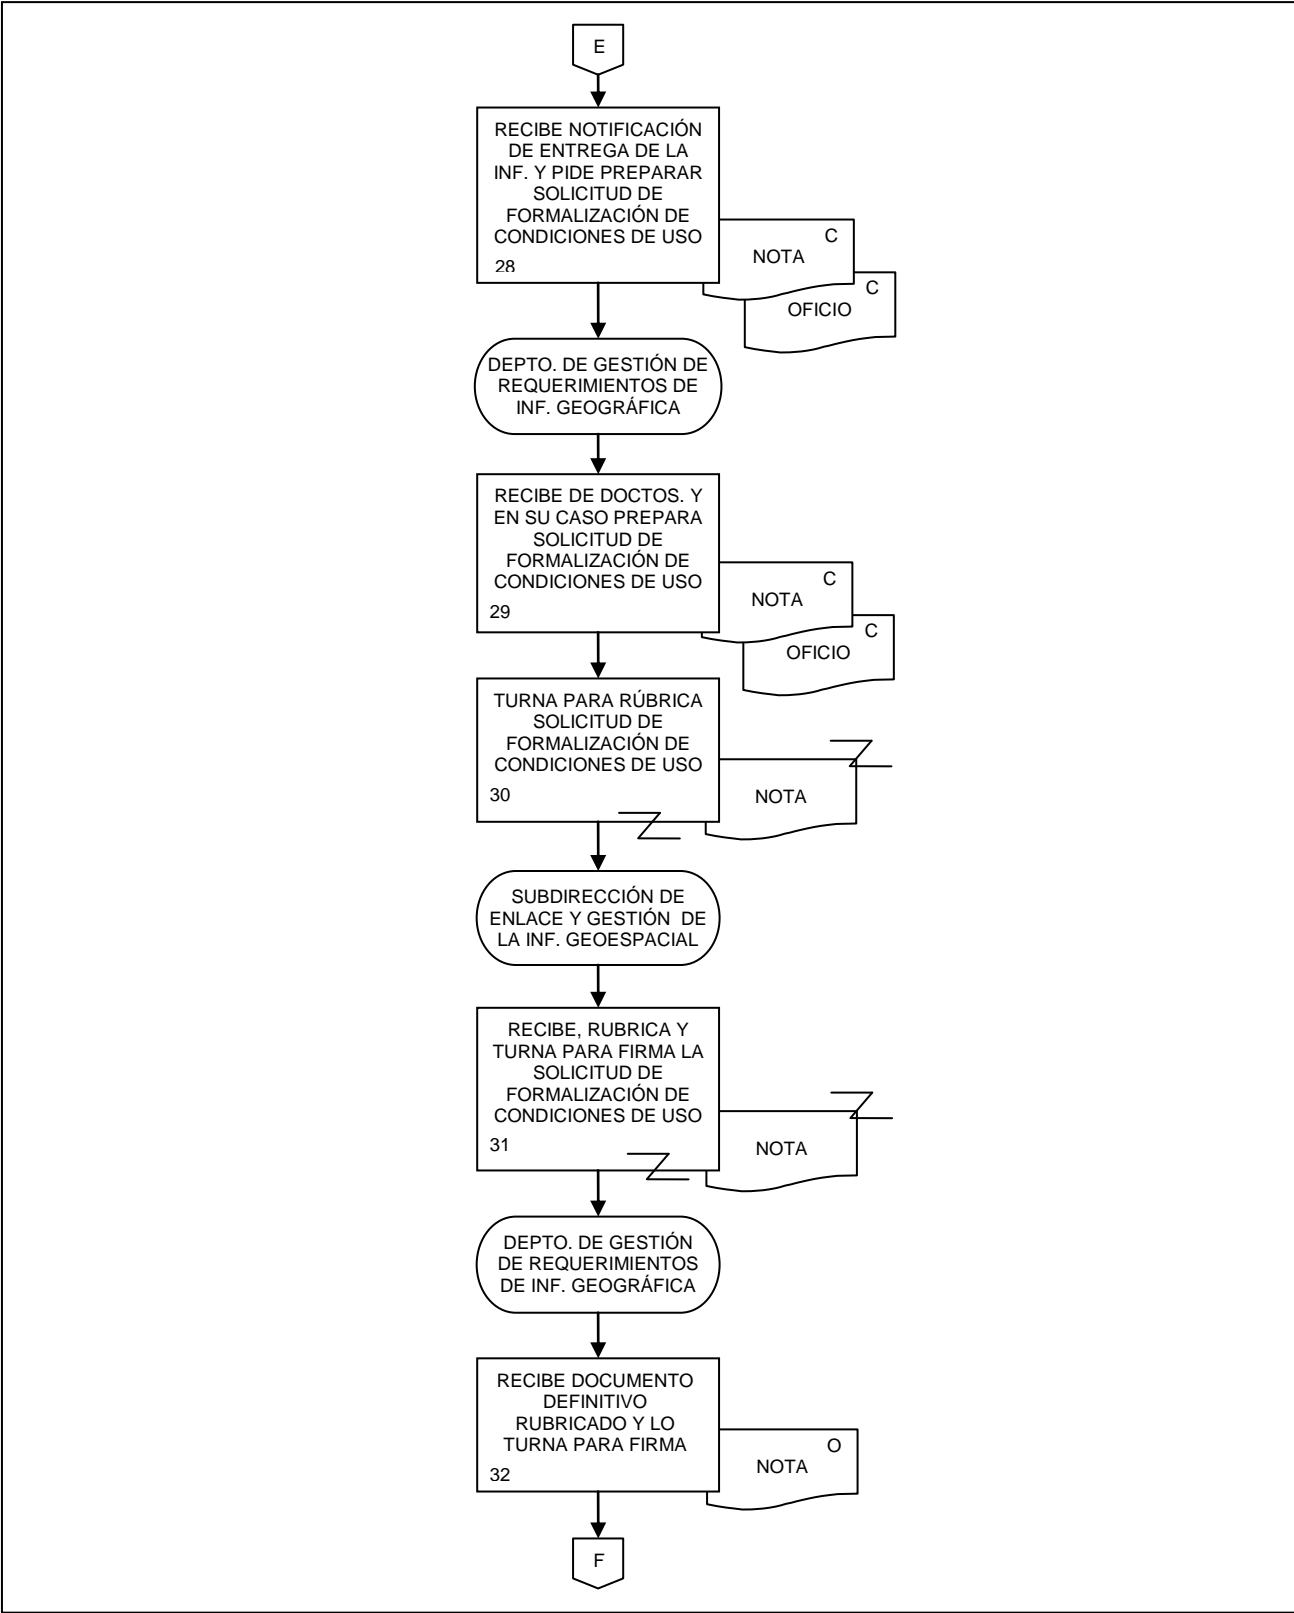 E
RECIBE NOTIFICACIÓN
DE ENTREGA DE LA
INF. Y PIDE PREPARAR
SOLICITUD DE
FORMALIZACIÓN DE
CONDICIONES DE USO
28
C
NOTA
C
OFICIO
DEPTO. DE GESTIÓN DE
REQUERIMIENTOS DE
INF. GEOGRÁFICA
RECIBE DE DOCTOS. Y
EN SU CASO PREPARA
SOLICITUD DE
FORMALIZACIÓN DE
CONDICIONES DE USO
29
C
NOTA
C
OFICIO
TURNA PARA RÚBRICA
SOLICITUD DE
FORMALIZACIÓN DE
CONDICIONES DE USO
30
NOTA
SUBDIRECCIÓN DE
ENLACE Y GESTIÓN DE
LA INF. GEOESPACIAL
RECIBE, RUBRICA Y
TURNA PARA FIRMA LA
SOLICITUD DE
FORMALIZACIÓN DE
CONDICIONES DE USO
31
NOTA
DEPTO. DE GESTIÓN
DE REQUERIMIENTOS
DE INF. GEOGRÁFICA
RECIBE DOCUMENTO
DEFINITIVO
RUBRICADO Y LO
TURNA PARA FIRMA
32
O
NOTA
F